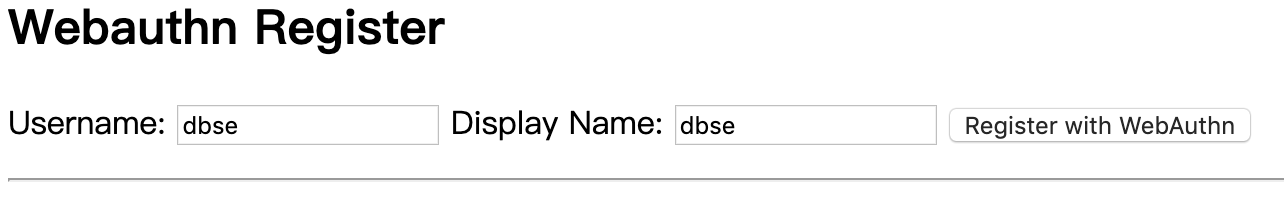 Webauthn Register
Username: dbse Display Name: dbse Register with WebAuthn